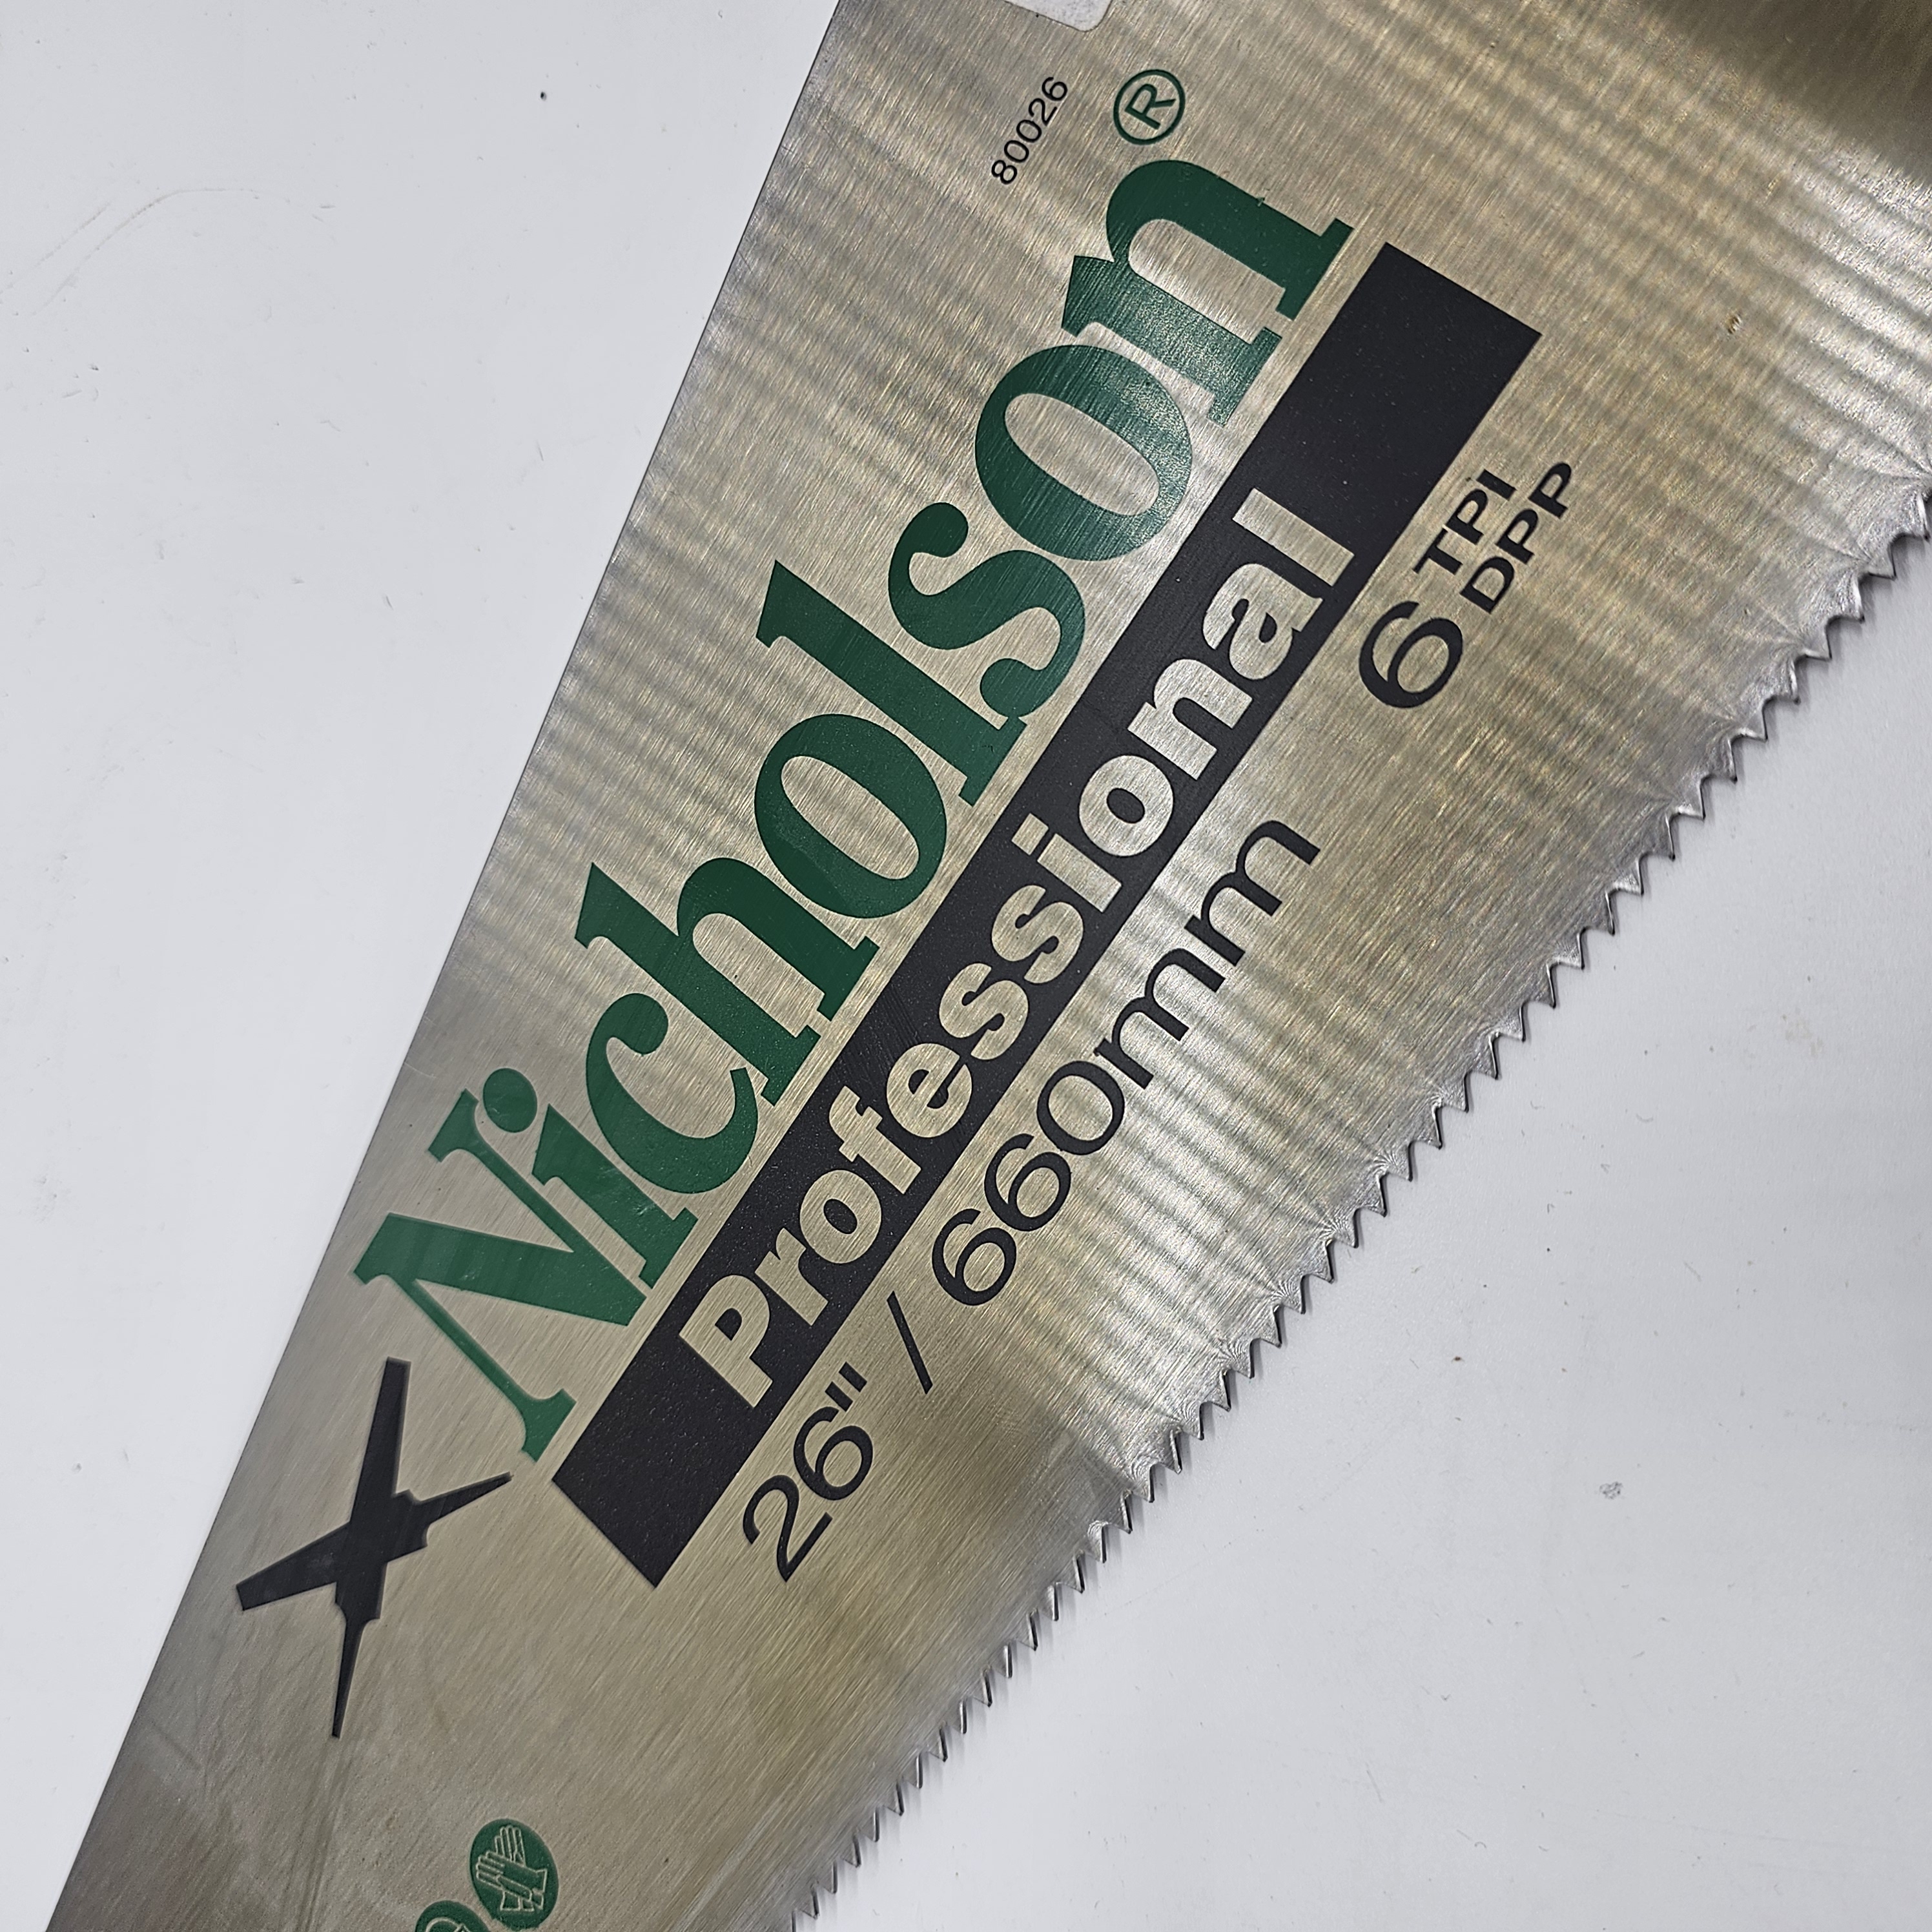 80026
Nicholson®
Professional
26" / 660mm
6 TPI
DPP